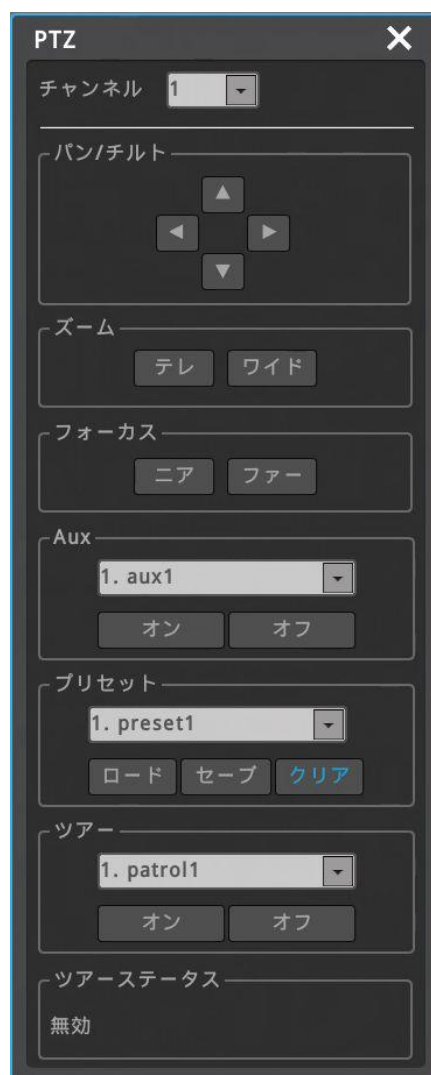 PTZ
チャンネル 1
パン/チルト
ズーム
テレ ワイド
フォーカス
ニア ファー
Aux
1. aux1
オン オフ
プリセット
1. preset1
ロード セーブ クリア
ツアー
1. patrol1
オン オフ
ツアーステータス
無効